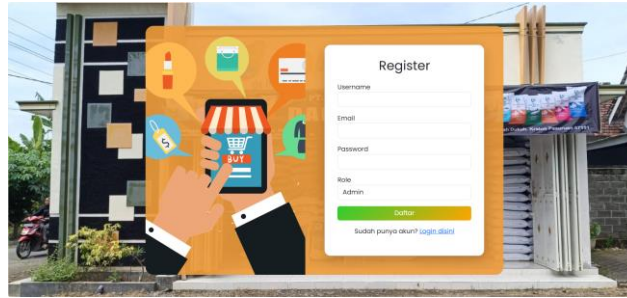 Register
Username
Email
Password
Role
Admin
Daftar
Sudah punya akun? Login disini
BUY
$